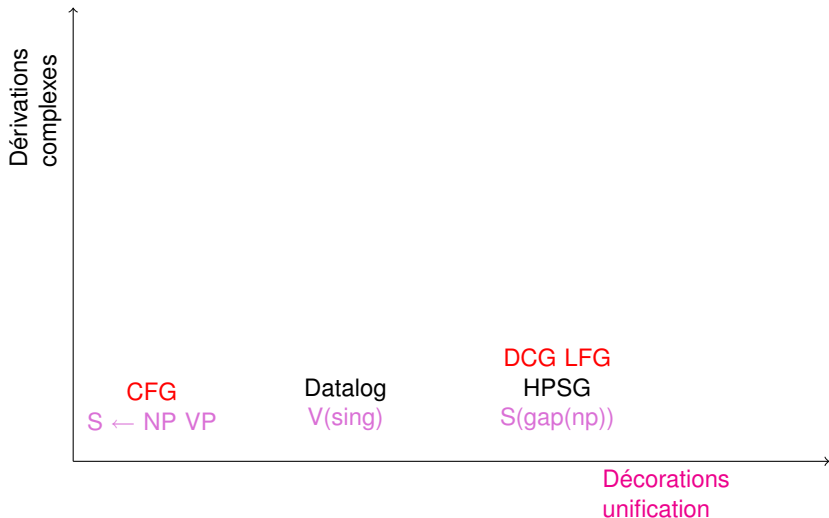 Dérivations
complexes
DCG LFG
CFG
Datalog
HPSG
S ← NP VP
V(sing)
S(gap(np))
Décorations
unification